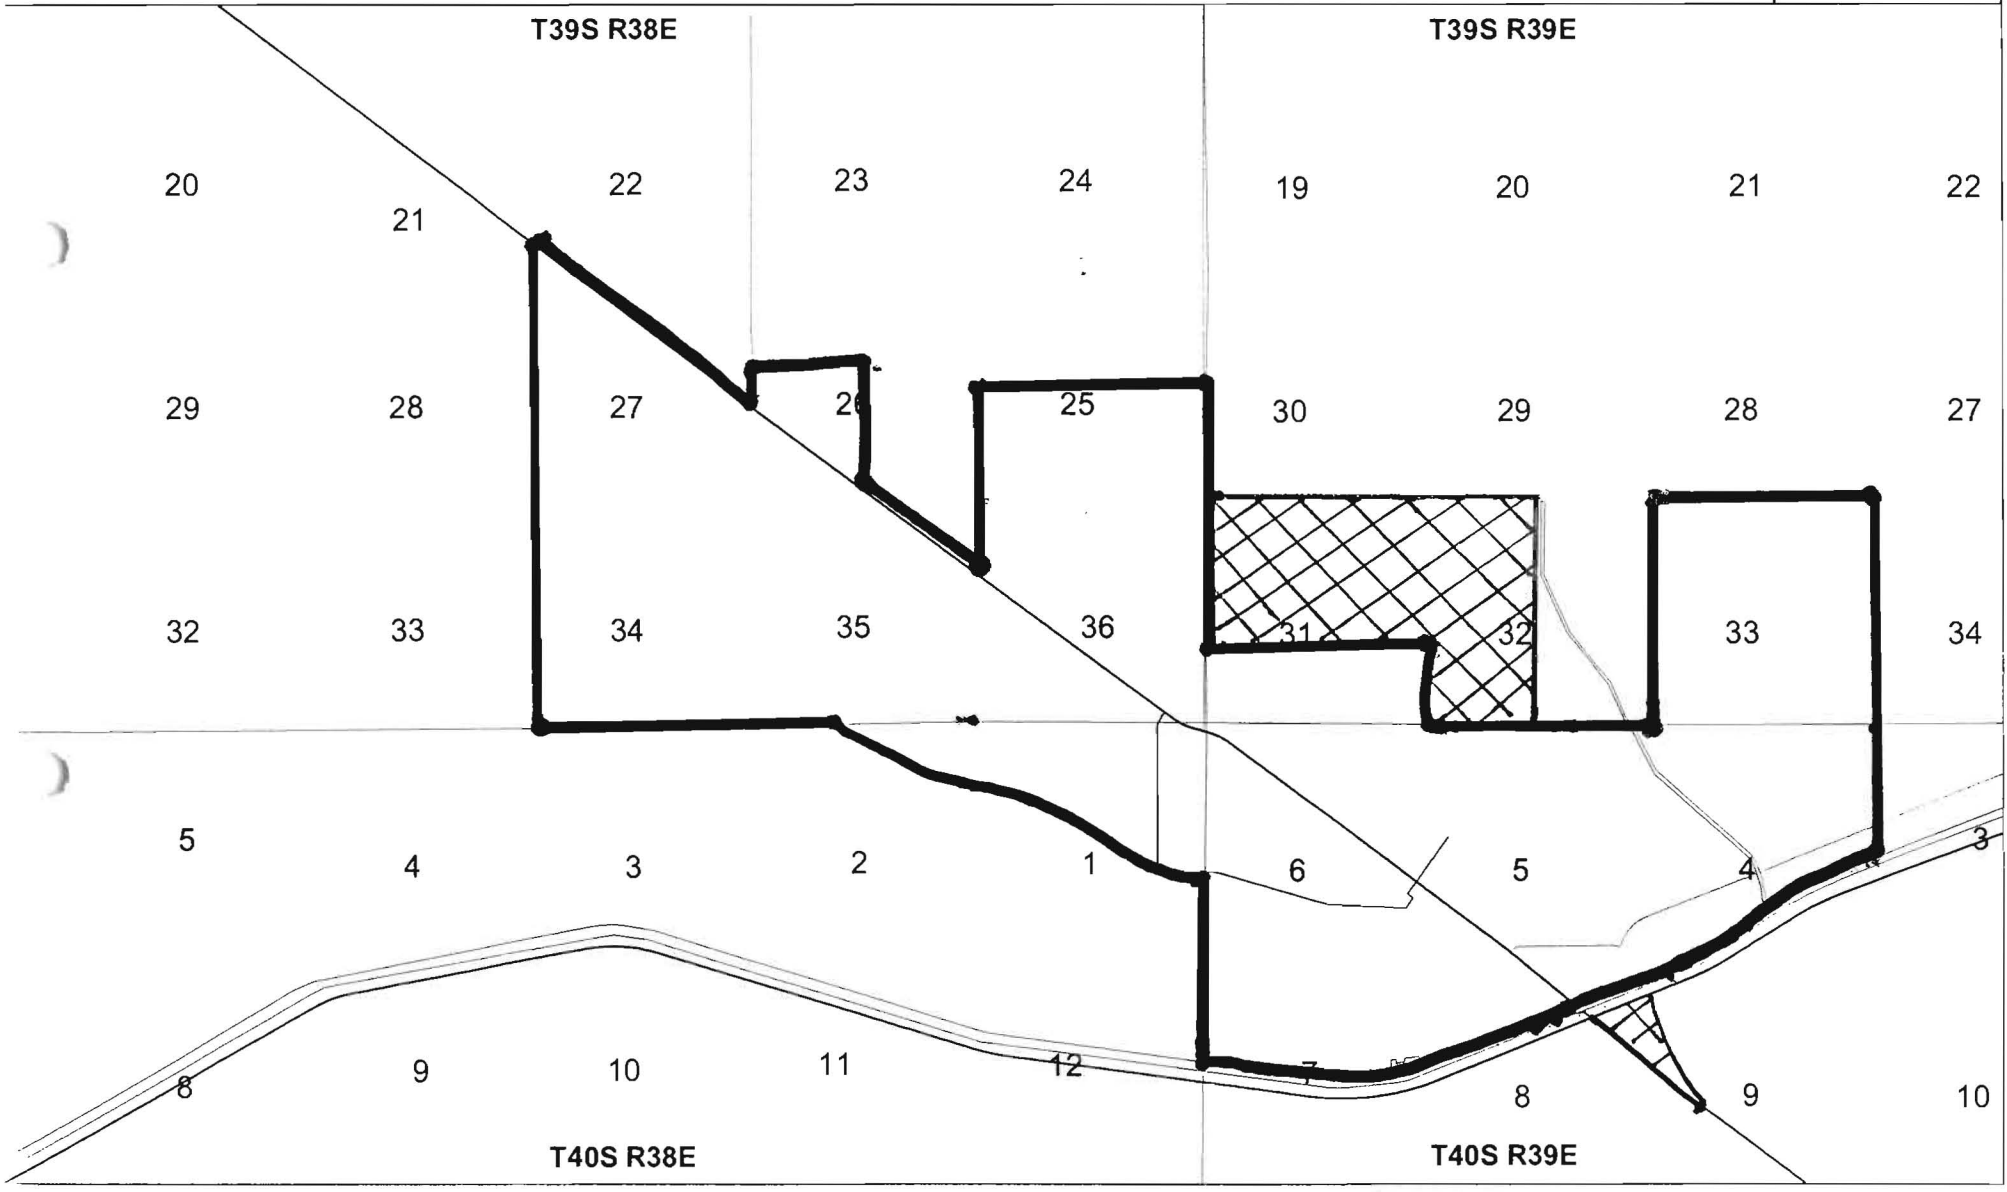 T39S R38E T39S R39E
20 21 22 23 24 19 20 21 22
29 28 27 26 25 30 29 28 27
32 33 34 35 36 31 32 33 34
5 4 3 2 1 6 5 4 3
8 9 10 11 12 7 8 9 10
T40S R38E T40S R39E